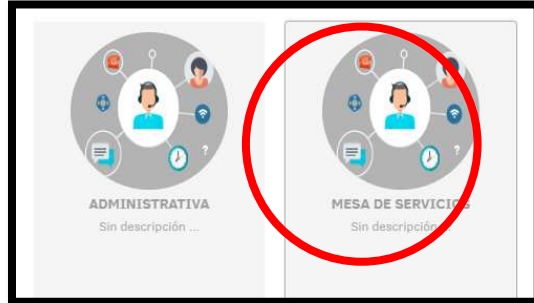 ADMINISTRATIVA
Sin descripción ...
MESA DE SERVICIOS
Sin descripción ...